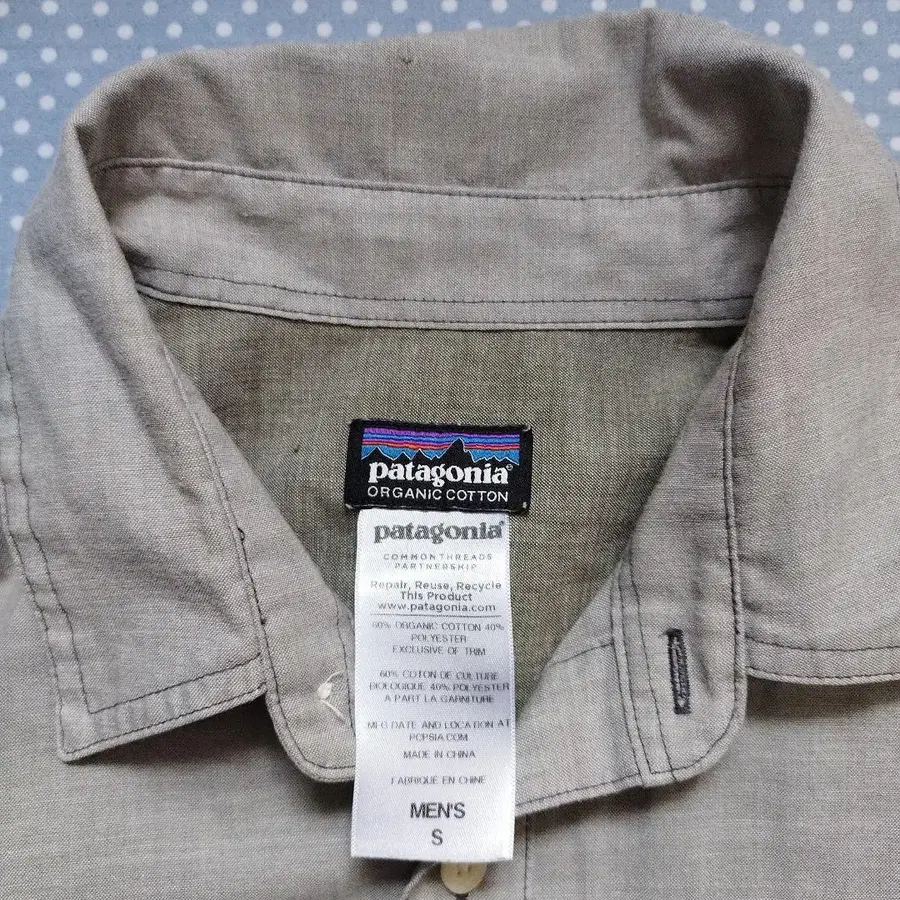 patagonia®
ORGANIC COTTON
patagonia®
COMMON THREADS
PARTNERSHIP
Repair, Reuse, Recycle
This Product
www.patagonia.com
60% ORGANIC COTTON 40%
POLYESTER
EXCLUSIVE OF TRIM
60% COTON DE CULTURE
BIOLOGIQUE 40% POLYESTER
A PART LA GARNITURE
MFG DATE AND LOCATION AT
PCPSIA.COM
MADE IN CHINA
FABRIQUE EN CHINE
MEN'S
S